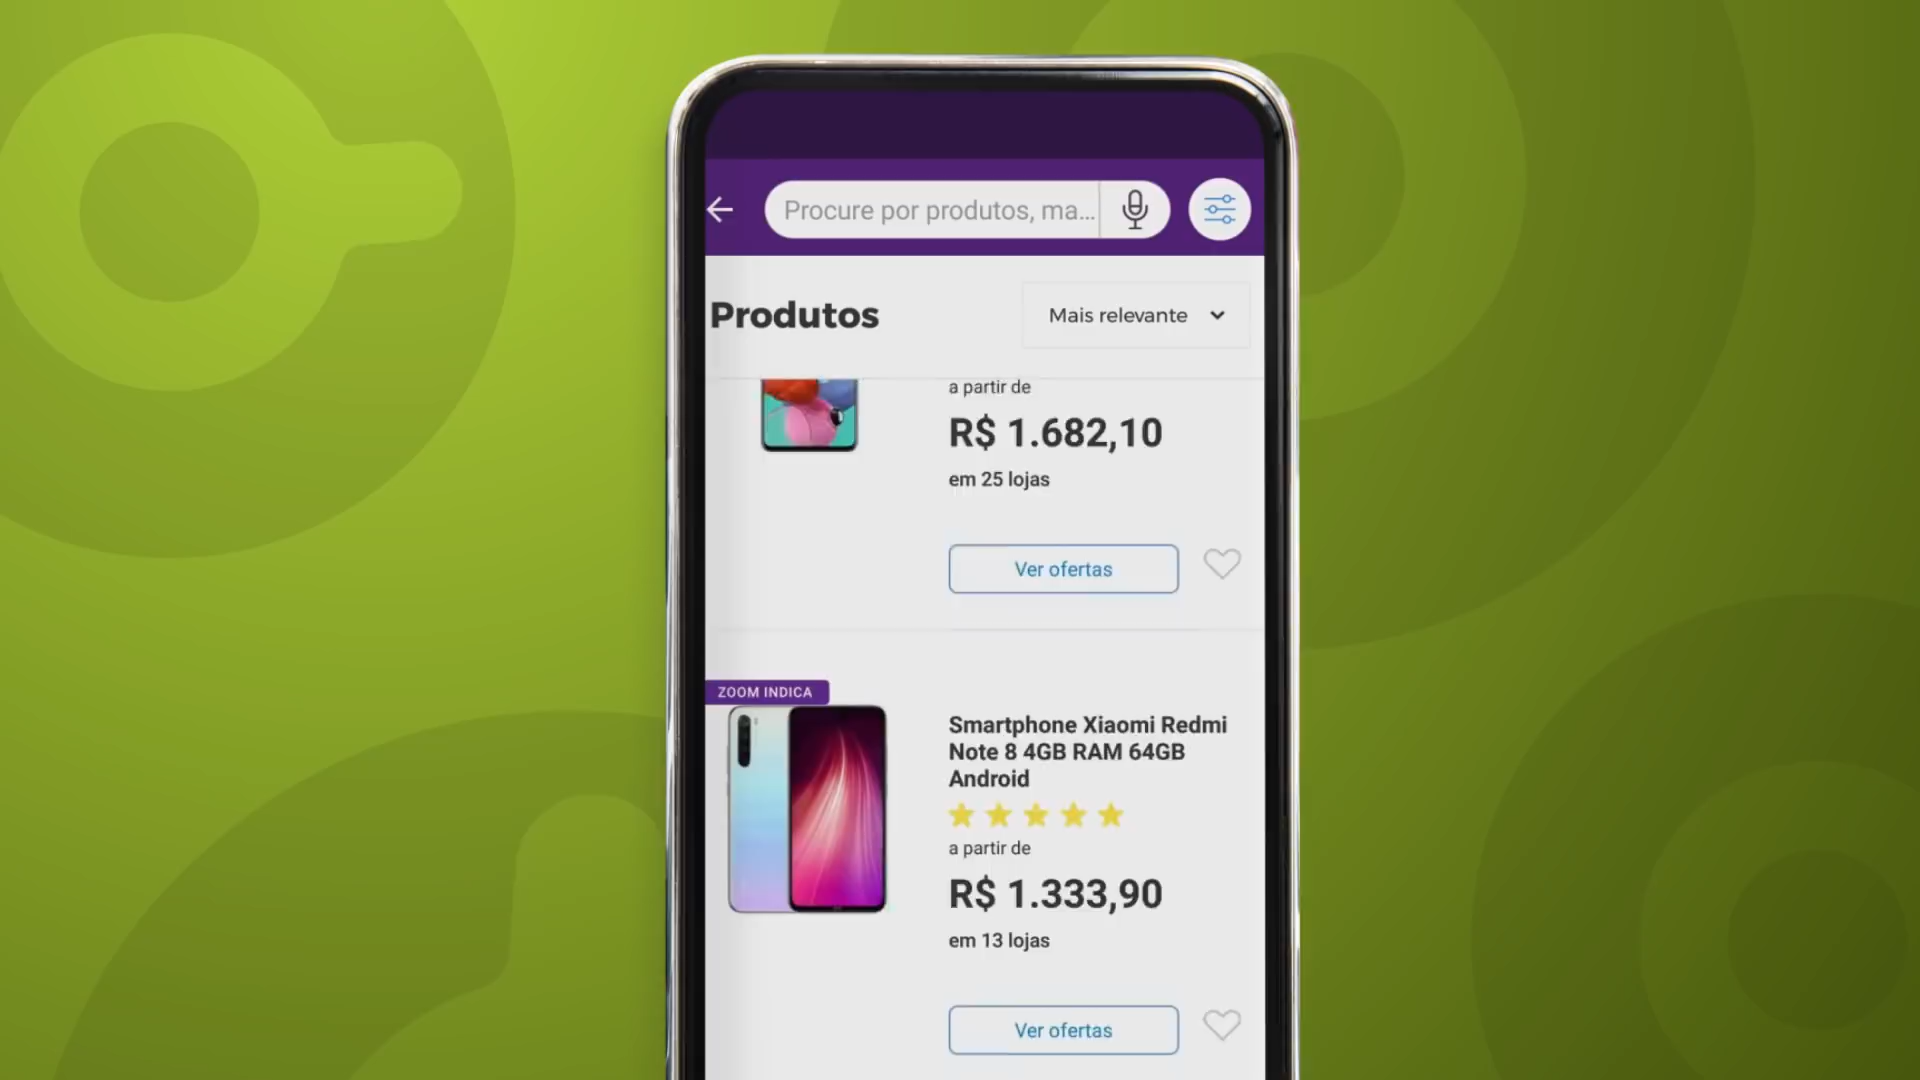 Procure por produtos, ma...
Produtos
Mais relevante
a partir de
R$ 1.682,10
em 25 lojas
Ver ofertas
ZOOM INDICA
Smartphone Xiaomi Redmi
Note 8 4GB RAM 64GB
Android
a partir de
R$ 1.333,90
em 13 lojas
Ver ofertas